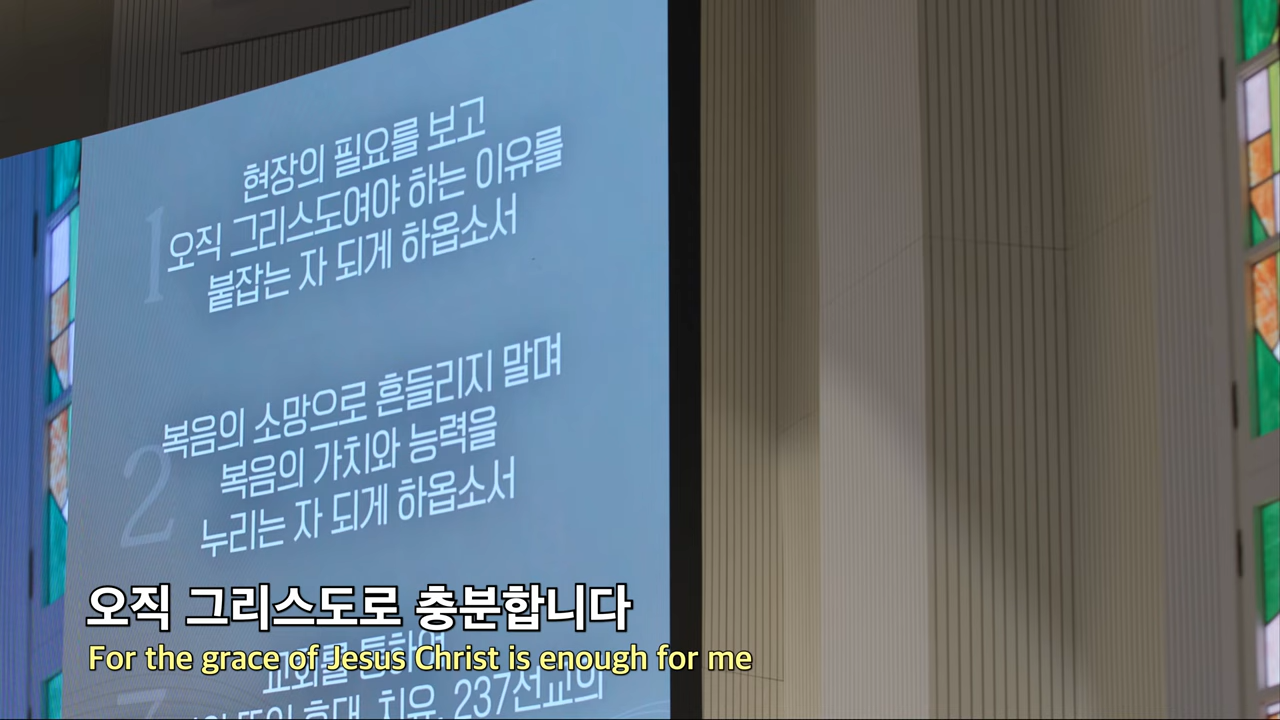 1
현장의 필요를 보고
오직 그리스도여야 하는 이유를
붙잡는 자 되게 하옵소서
2
복음의 소망으로 흔들리지 말며
복음의 가치와 능력을
누리는 자 되게 하옵소서
오직 그리스도로 충분합니다
For the grace of Jesus Christ is enough for me
교회를 통하여
치유, 237선교의